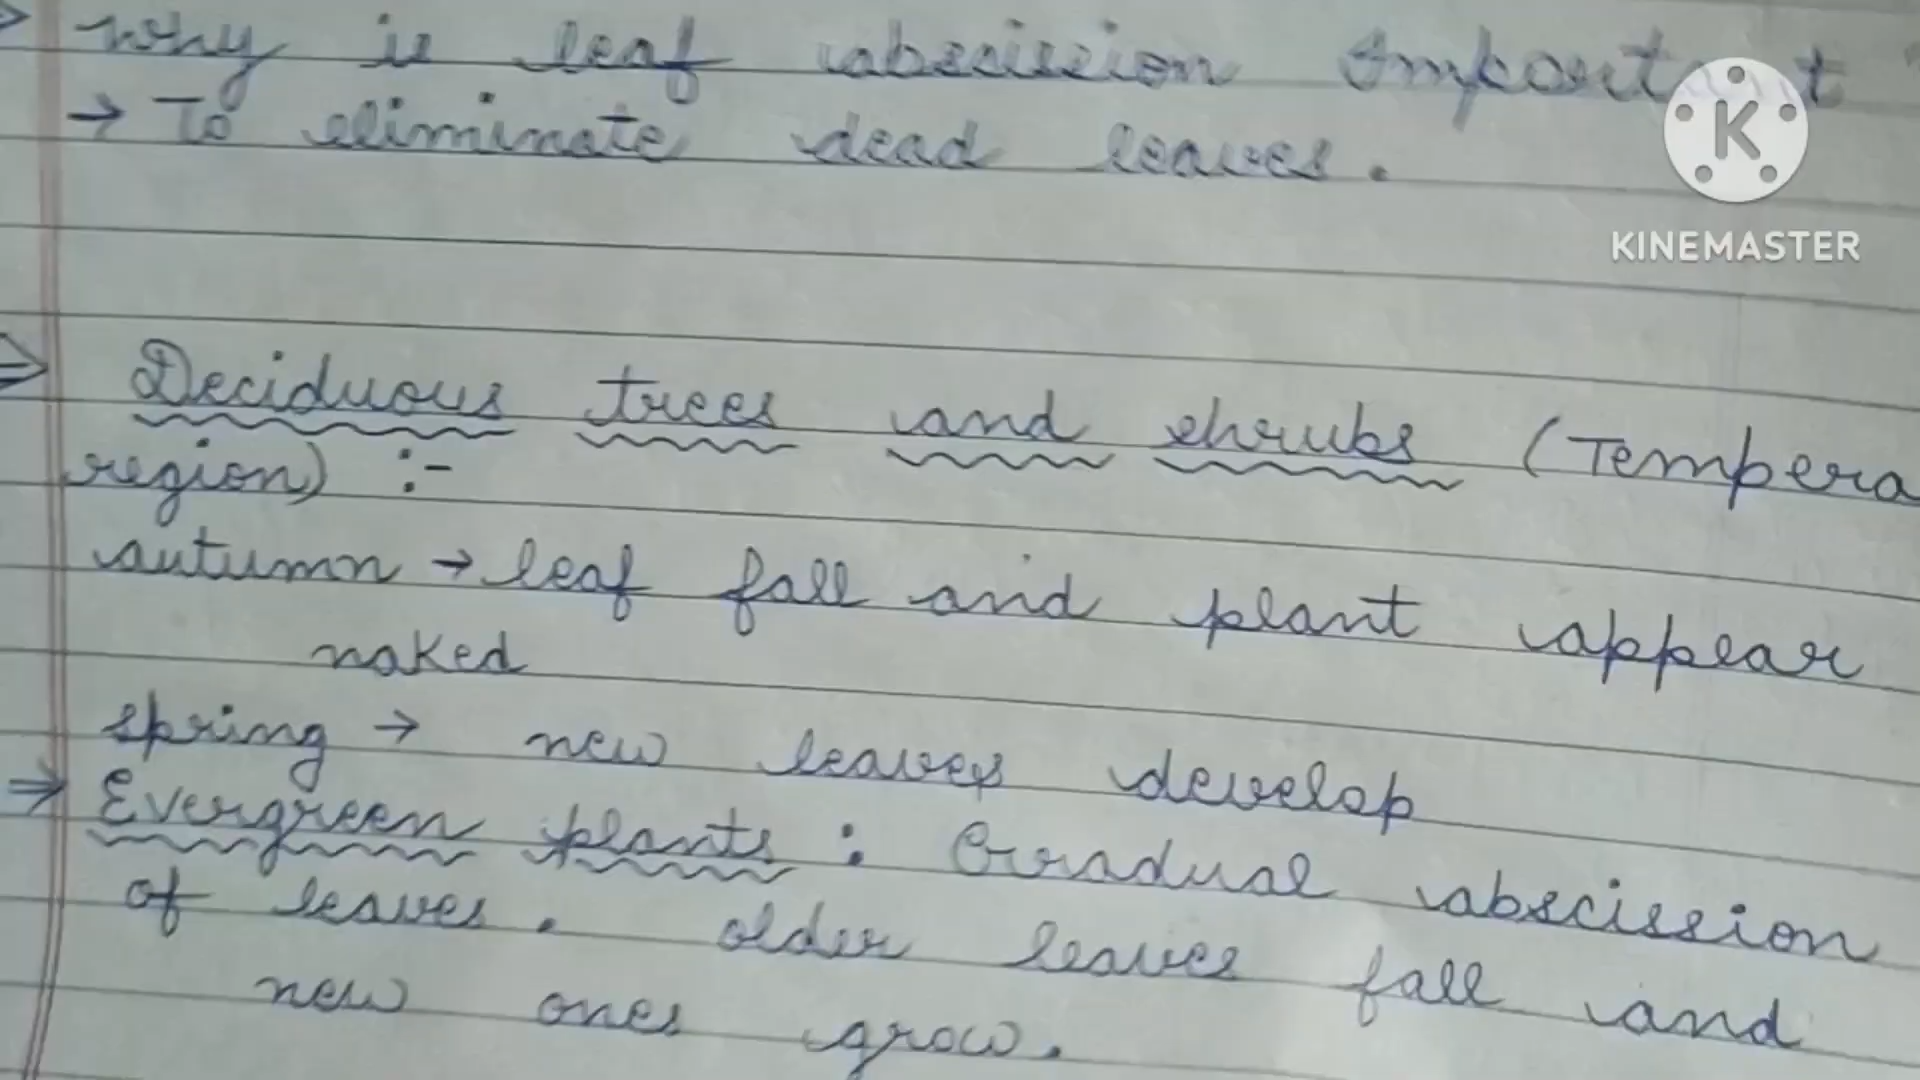 → Why is leaf abscission Important
→ To eliminate dead leaves.
K
KINEMASTER
⇒ Deciduous trees and shrubs (Tempera
region) :-
autumn → leaf fall and plant appear
naked
spring → new leaves develop
⇒ Evergreen plants : Gradual abscission
of leaves. older leaves fall and
new ones grow.